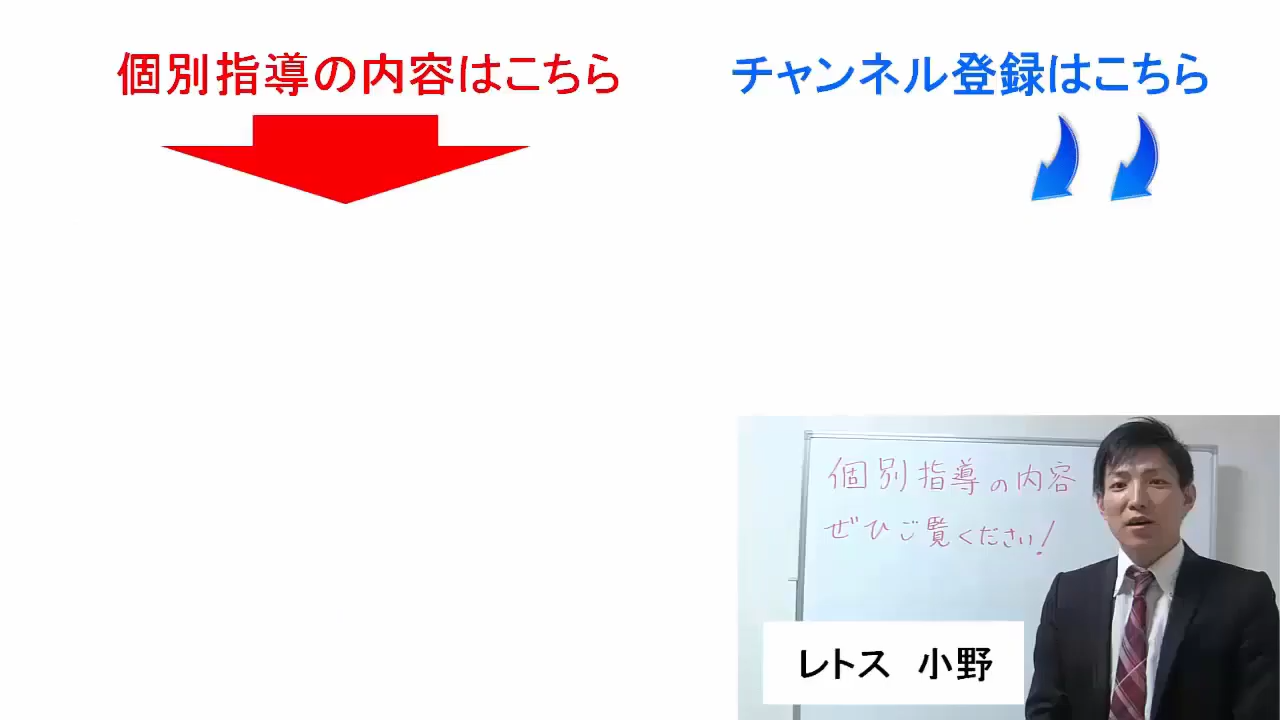 個別指導の内容はこちら
チャンネル登録はこちら
個別指導の内容
ぜひご覧ください!
レトス 小野